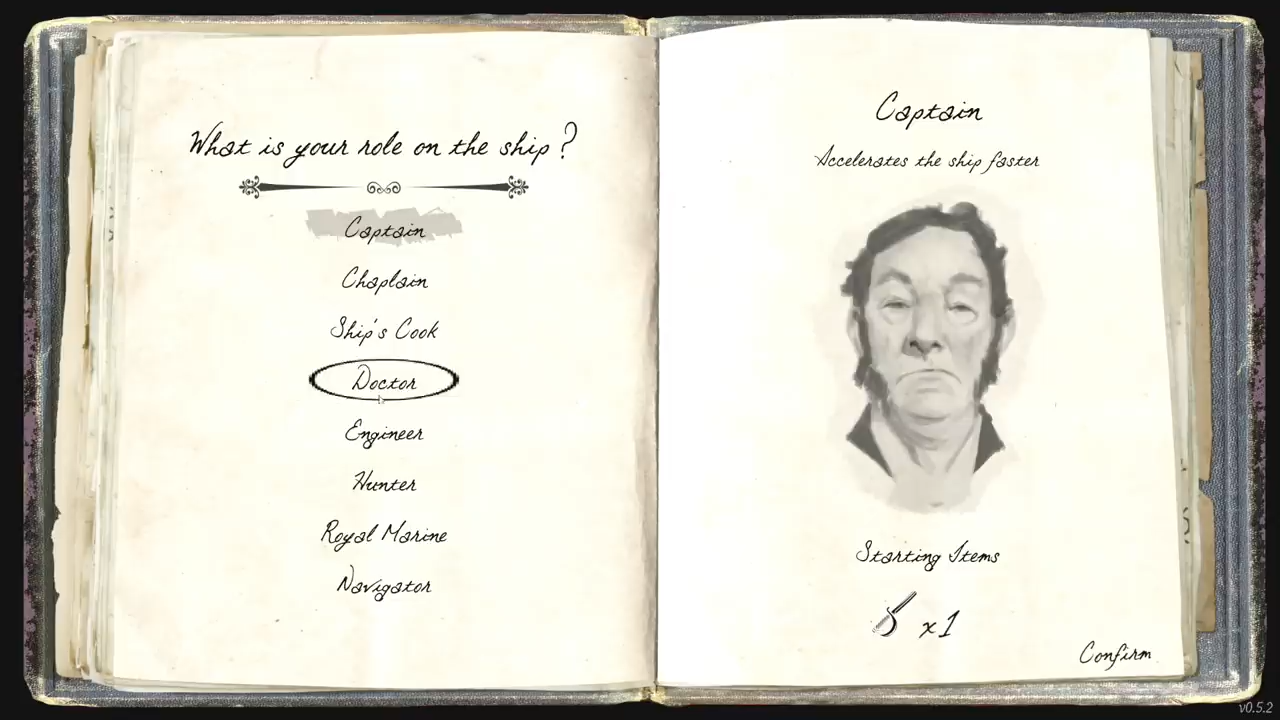 What is your role on the ship ?
Captain
Chaplain
Ship's Cook
Doctor
Engineer
Hunter
Royal Marine
Navigator
Captain
Accelerates the ship faster
Starting Items
x1
Confirm
v0.5.2